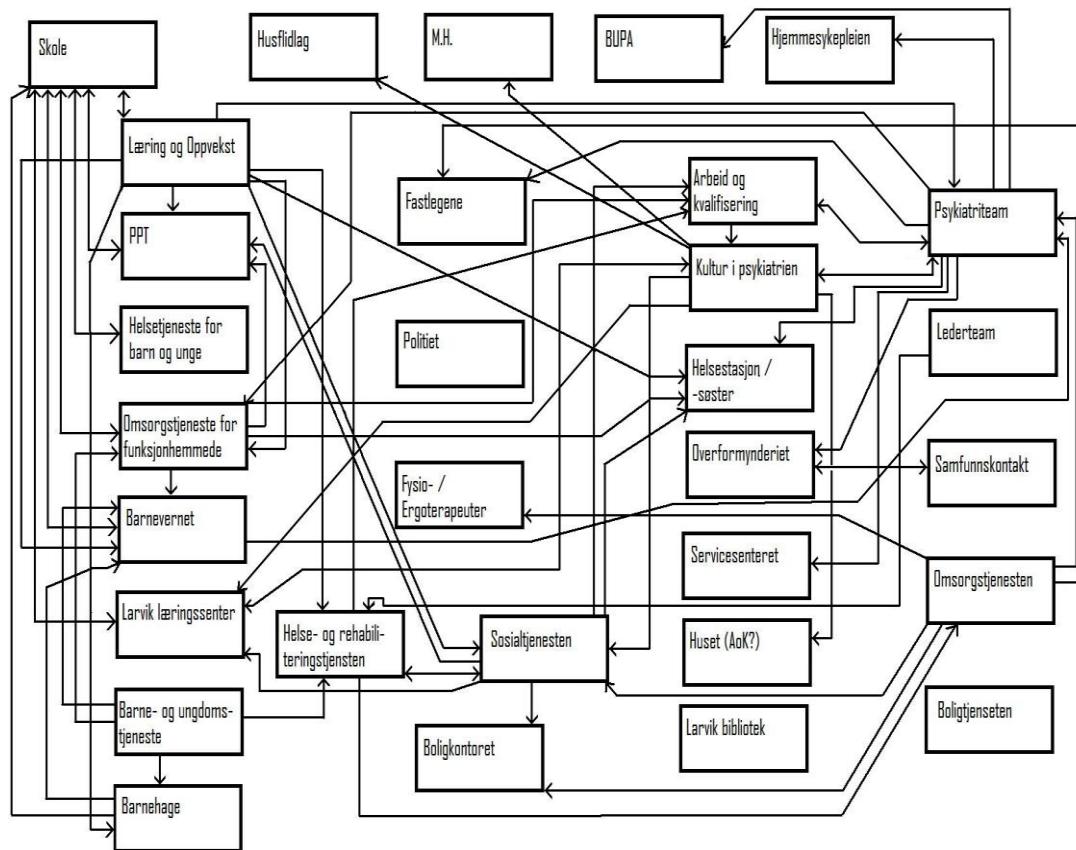 Skole
Husflidlag
M.H.
BUPA
Hjemmesykepleien
Læring og Oppvekst
Fastlegene
Arbeid og
kvalifisering
Psykiatriteam
PPT
Kultur i psykiatrien
Helsetjeneste for
barn og unge
Politiet
Helsestasjon /
-søster
Lederteam
Omsorgstjeneste for
funksjonhemmede
Overformynderiet
Samfunnskontakt
Fysio- /
Ergoterapeuter
Barnevernet
Servicesenteret
Omsorgstjenesten
Larvik læringssenter
Helse- og rehabili-
teringstjensten
Sosialtjenesten
Huset (AoK?)
Barne- og ungdoms-
tjeneste
Boligkontoret
Larvik bibliotek
Boligtjenseten
Barnehage